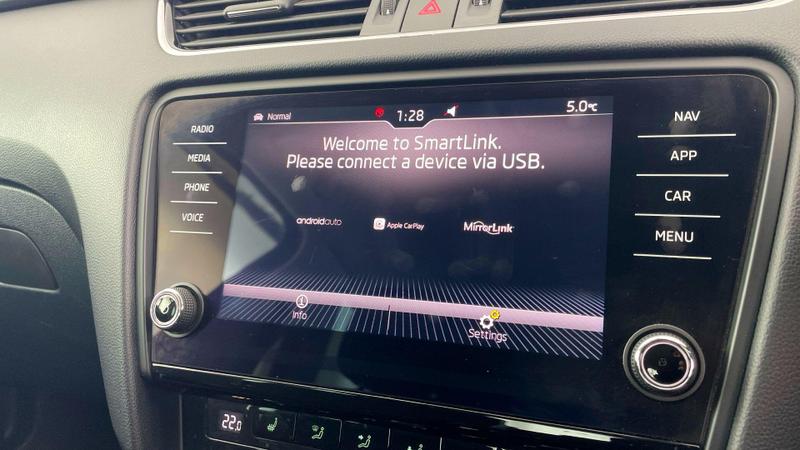 Normal
1:28
5.0°C
Welcome to SmartLink.
Please connect a device via USB.
androidauto
Apple CarPlay
MirrorLink
Info
Settings
RADIO
MEDIA
PHONE
VOICE
NAV
APP
CAR
MENU
22.0